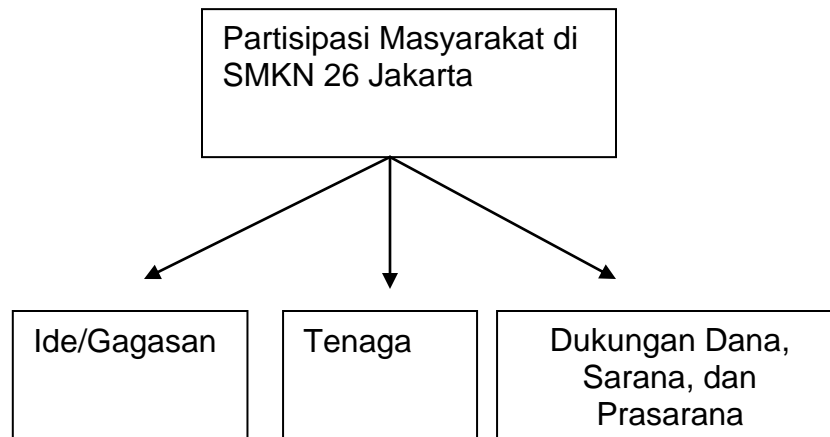 Partisipasi Masyarakat di
SMKN 26 Jakarta
Ide/Gagasan
Tenaga
Dukungan Dana,
Sarana, dan
Prasarana